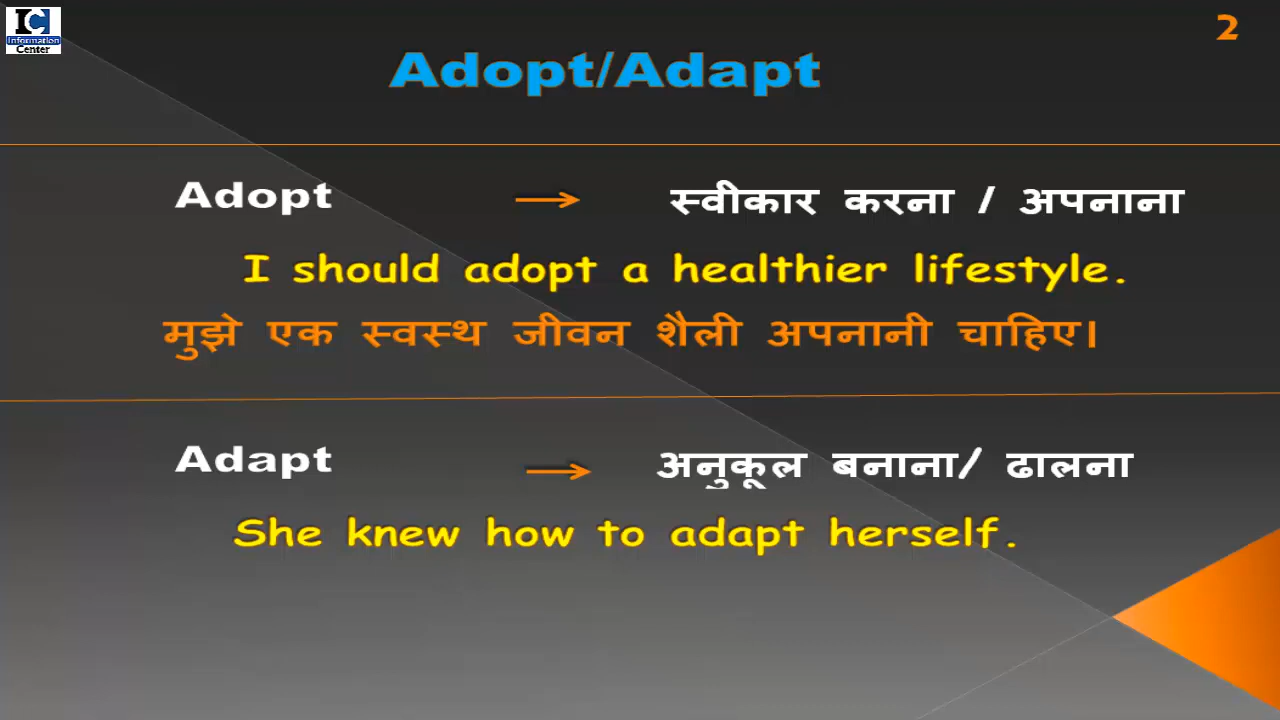 IC
Information
Center
2
Adopt/Adapt
Adopt → स्वीकार करना / अपनाना
I should adopt a healthier lifestyle.
मुझे एक स्वस्थ जीवन शैली अपनानी चाहिए।
Adapt → अनुकूल बनाना/ ढालना
She knew how to adapt herself.